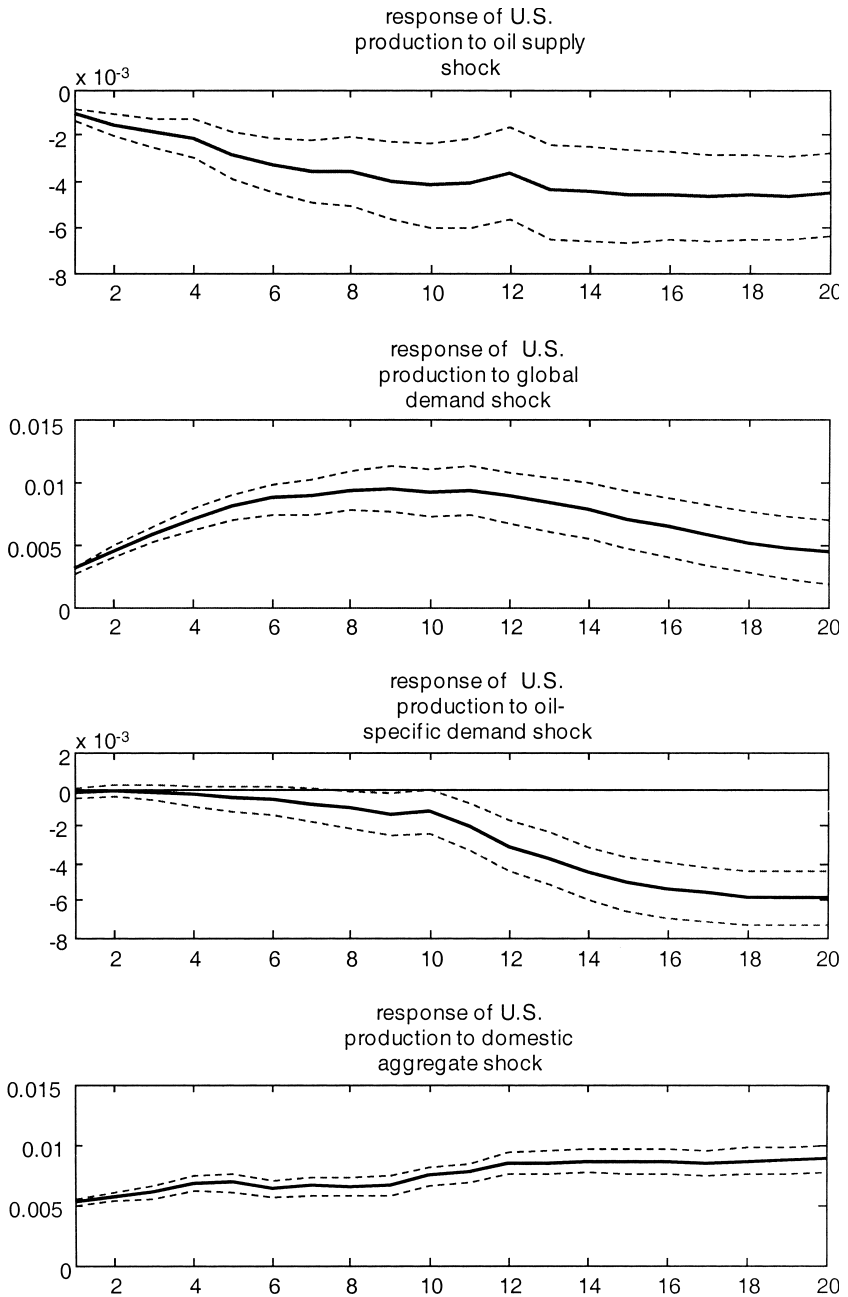 response of U.S.
production to oil supply
shock
x 10-3
0
-2
-4
-6
-8
2 4 6 8 10 12 14 16 18 20
response of U.S.
production to global
demand shock
0.015
0.01
0.005
0
2 4 6 8 10 12 14 16 18 20
response of U.S.
production to oil-
specific demand shock
x 10-3
2
0
-2
-4
-6
-8
2 4 6 8 10 12 14 16 18 20
response of U.S.
production to domestic
aggregate shock
0.015
0.01
0.005
0
2 4 6 8 10 12 14 16 18 20